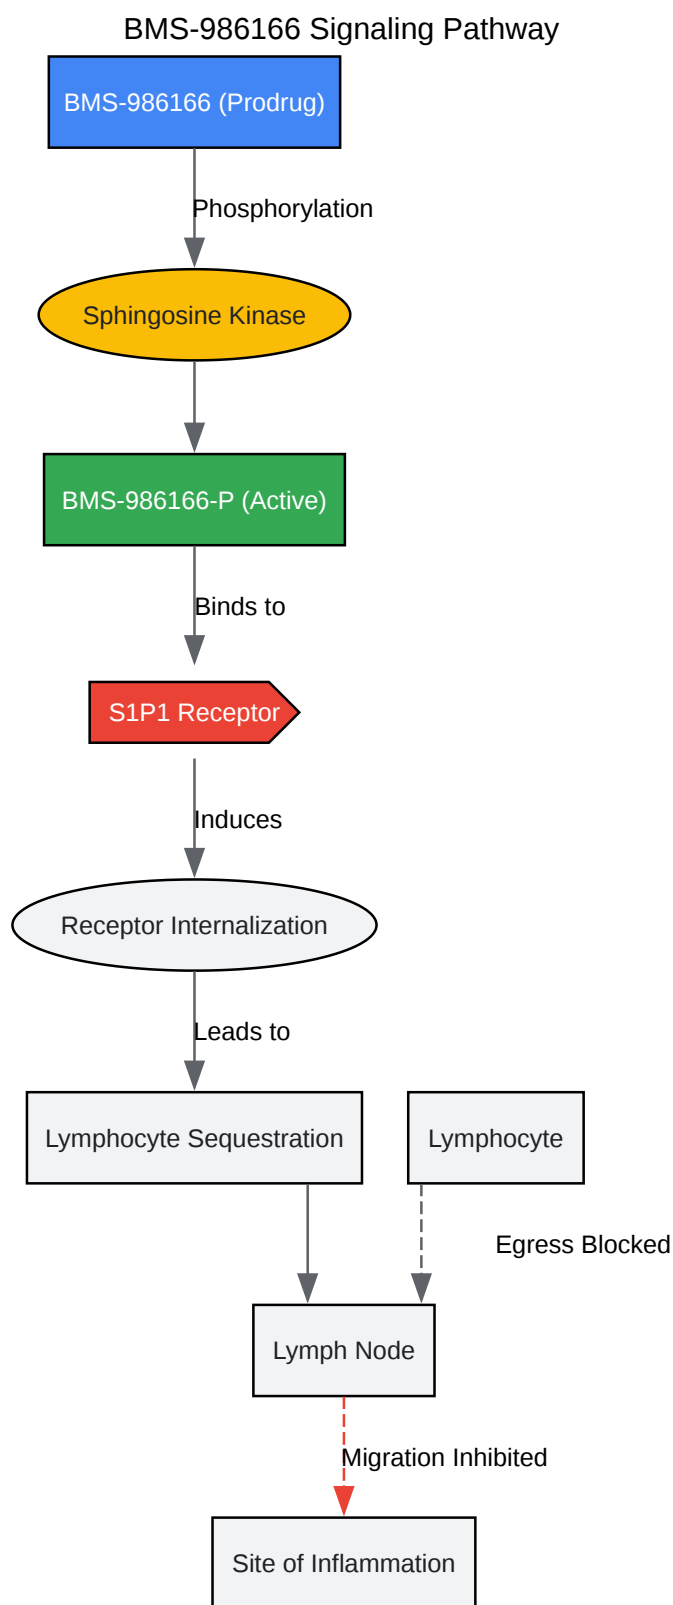 BMS-986166 Signaling Pathway
BMS-986166 (Prodrug)
Phosphorylation
Sphingosine Kinase
BMS-986166-P (Active)
Binds to
S1P1 Receptor
Induces
Receptor Internalization
Leads to
Lymphocyte Sequestration
Lymphocyte
Egress Blocked
Lymph Node
Migration Inhibited
Site of Inflammation